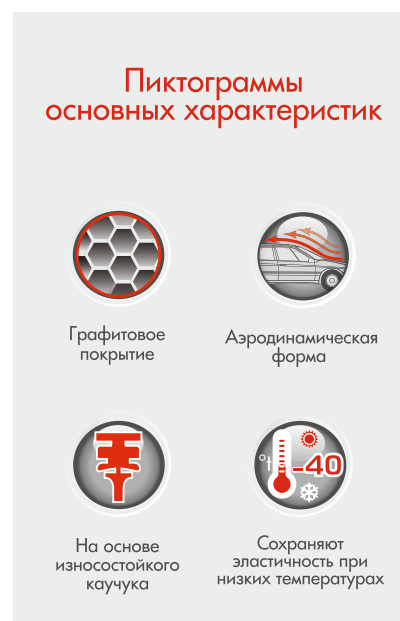 Пиктограммы
основных характеристик
Графитовое
покрытие
Аэродинамическая
форма
°t
-40
На основе
износостойкого
каучука
Сохраняют
эластичность при
низких температурах